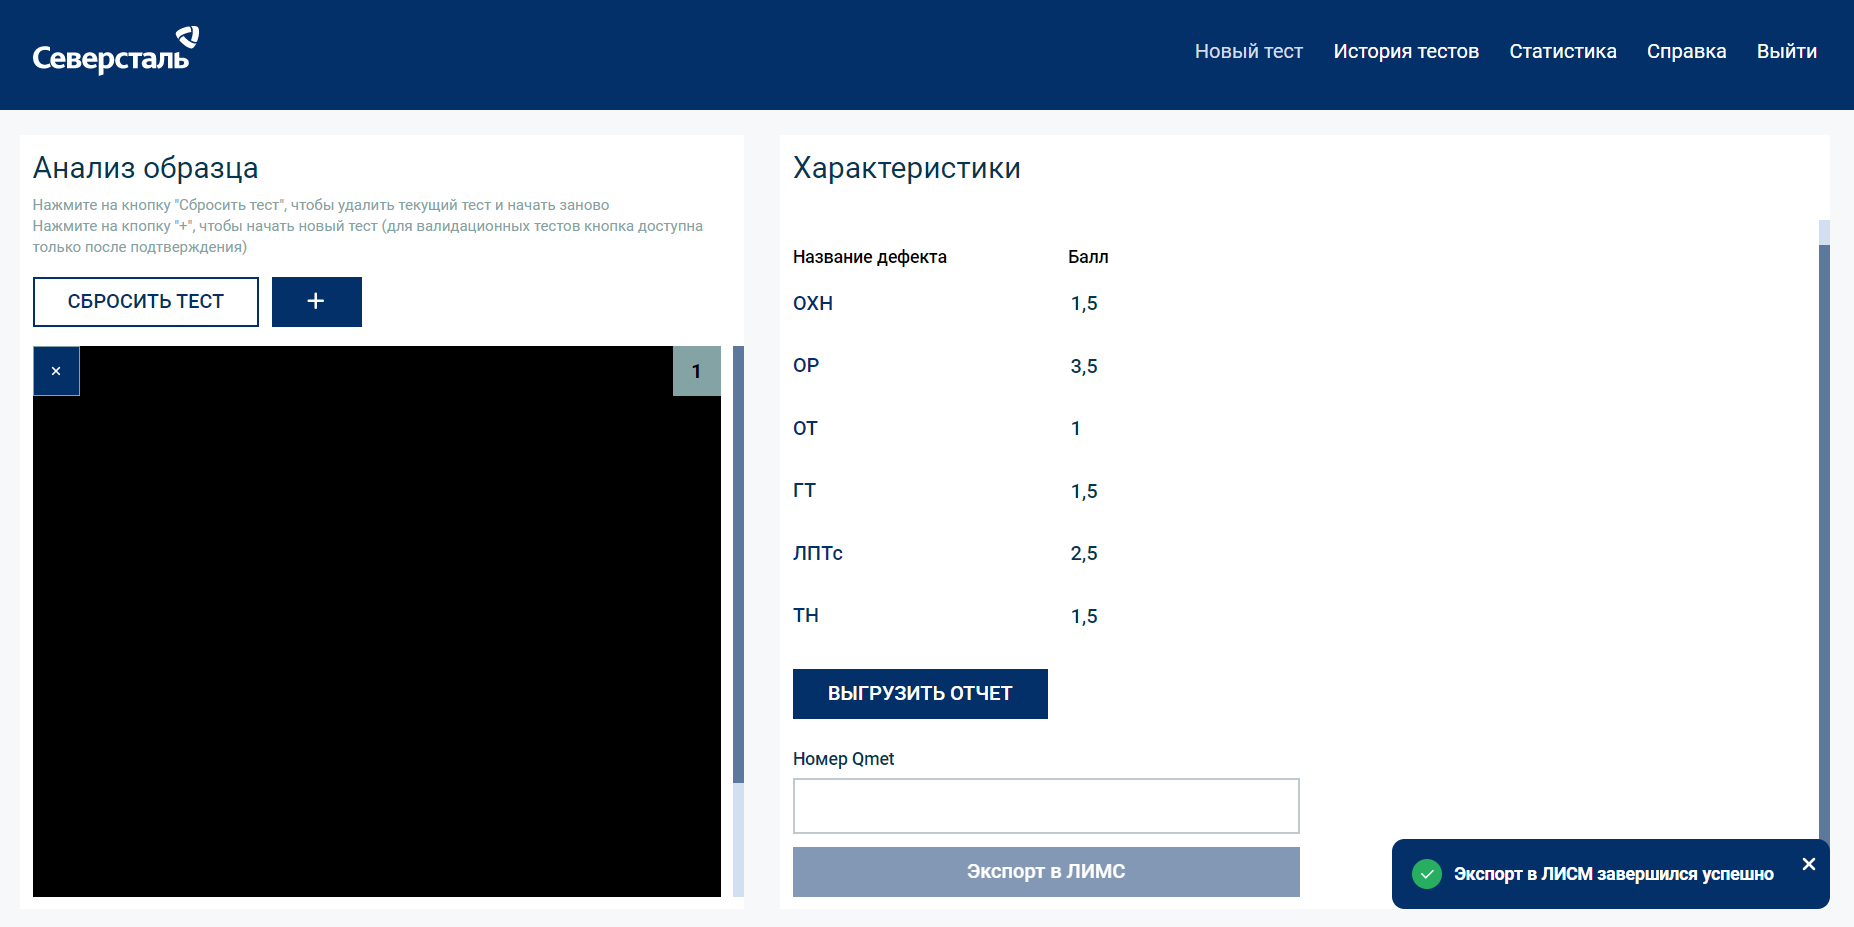 Северсталь
Новый тест История тестов Статистика Справка Выйти
Анализ образца
Нажмите на кнопку "Сбросить тест", чтобы удалить текущий тест и начать заново
Нажмите на кпопку "+", чтобы начать новый тест (для валидационных тестов кнопка доступна
только после подтверждения)
СБРОСИТЬ ТЕСТ +
× 1
Характеристики
Название дефекта Балл
ОХН 1,5
ОР 3,5
ОТ 1
ГТ 1,5
ЛПТс 2,5
ТН 1,5
ВЫГРУЗИТЬ ОТЧЕТ
Номер Qmet
Экспорт в ЛИМС
Экспорт в ЛИСМ завершился успешно ×